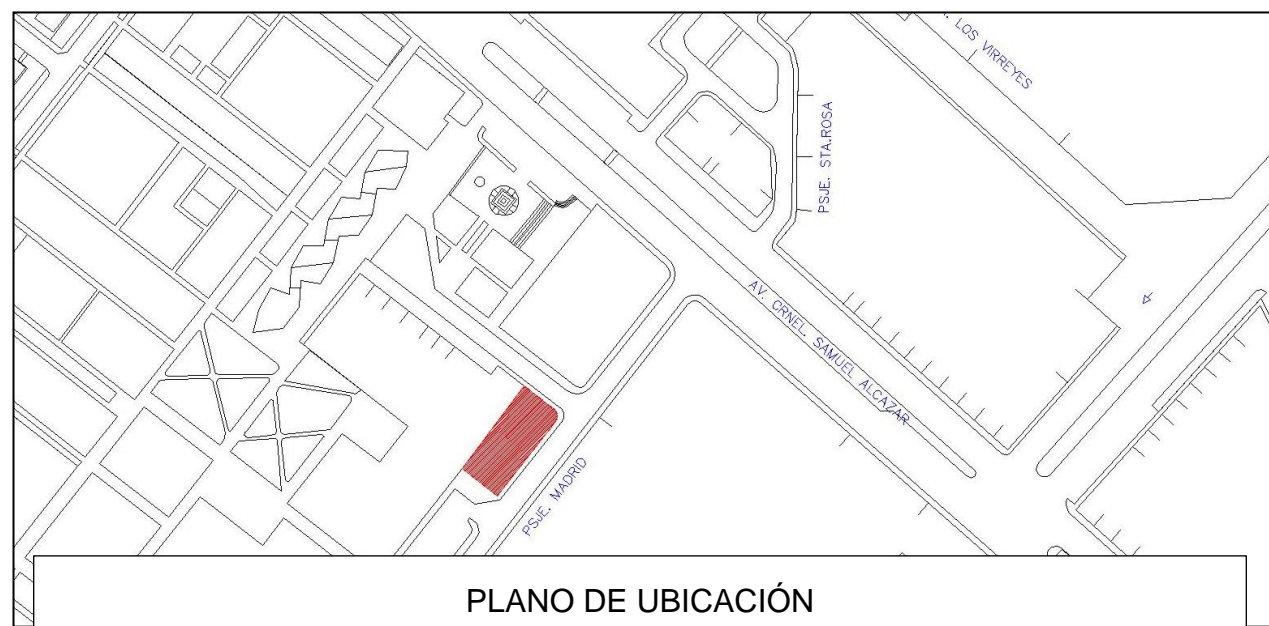 LOS VIRREYES
PSJE. STA.ROSA
AV. CRNEL. SAMUEL ALCAZAR
PSJE. MADRID
PLANO DE UBICACIÓN